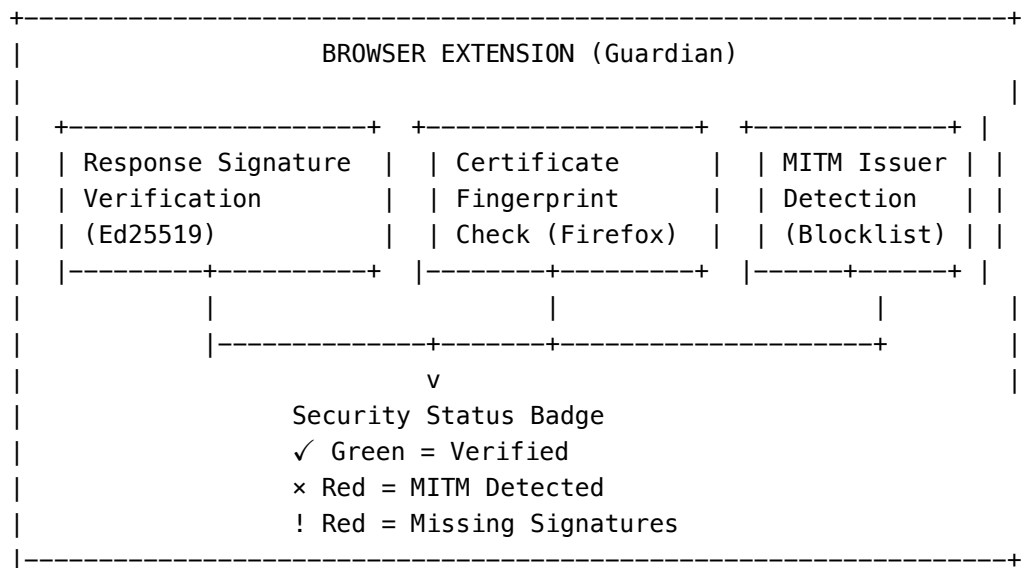 BROWSER EXTENSION (Guardian)
Response Signature Certificate MITM Issuer
Verification Fingerprint Detection
(Ed25519) Check (Firefox) (Blocklist)
v
Security Status Badge
✓ Green = Verified
× Red = MITM Detected
! Red = Missing Signatures